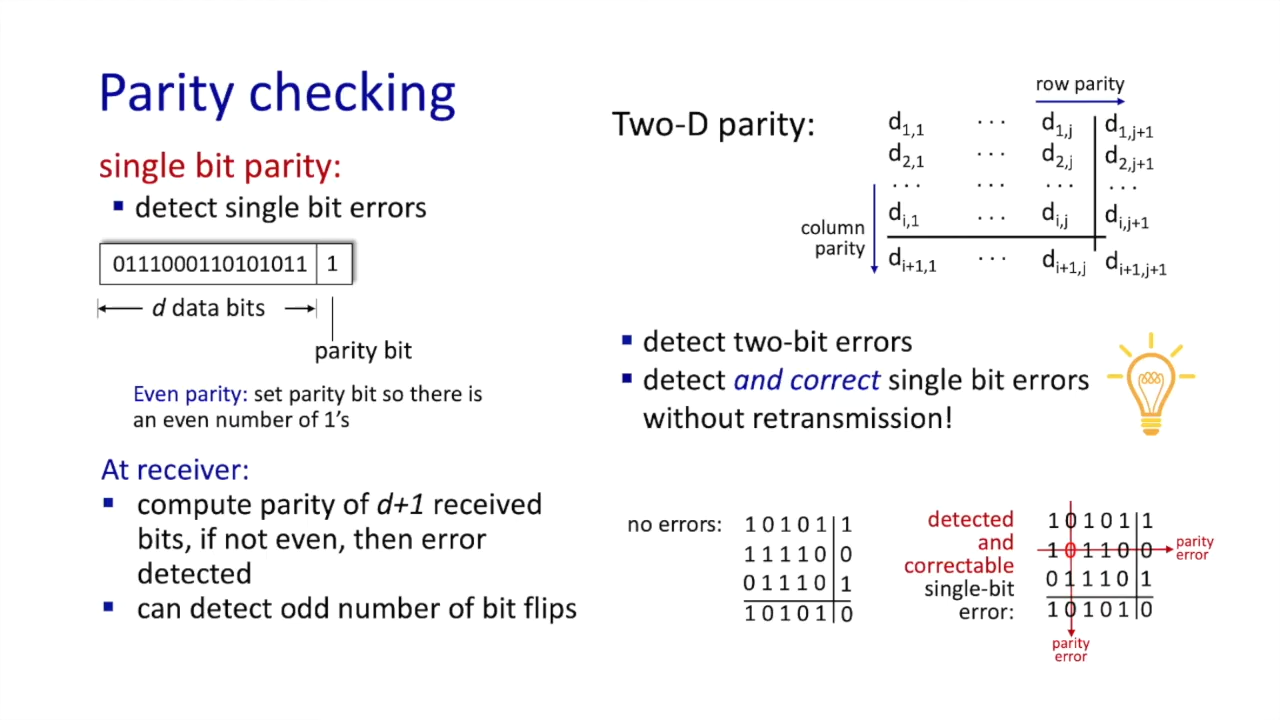 Parity checking
single bit parity:
▪ detect single bit errors
0111000110101011 1
d data bits
parity bit
Even parity: set parity bit so there is
an even number of 1's
At receiver:
▪ compute parity of d+1 received
bits, if not even, then error
detected
▪ can detect odd number of bit flips
Two-D parity:
row parity
d1,1 ... d1,j d1,j+1
d2,1 ... d2,j d2,j+1
... ... ... ...
di,1 ... di,j di,j+1
column
parity
di+1,1 ... di+1,j di+1,j+1
▪ detect two-bit errors
▪ detect and correct single bit errors
without retransmission!
no errors:
1 0 1 0 1 1
1 1 1 1 0 0
0 1 1 1 0 1
1 0 1 0 1 0
detected
and
correctable
single-bit
error:
1 0 1 0 1 1
1 0 1 1 0 0
0 1 1 1 0 1
1 0 1 0 1 0
parity
error
parity
error